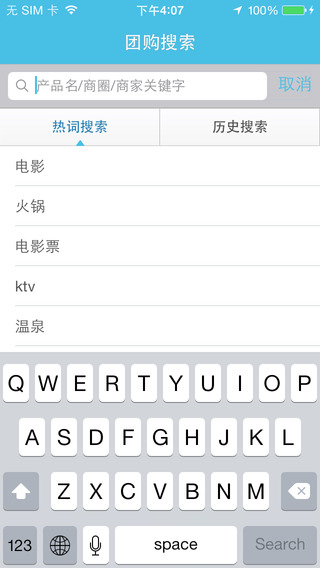 无 SIM 卡 下午4:07 100%
团购搜索
产品名/商圈/商家关键字 取消
热词搜索 历史搜索
电影
火锅
电影票
ktv
温泉
Q W E R T Y U I O P
A S D F G H J K L
Z X C V B N M
123 space Search